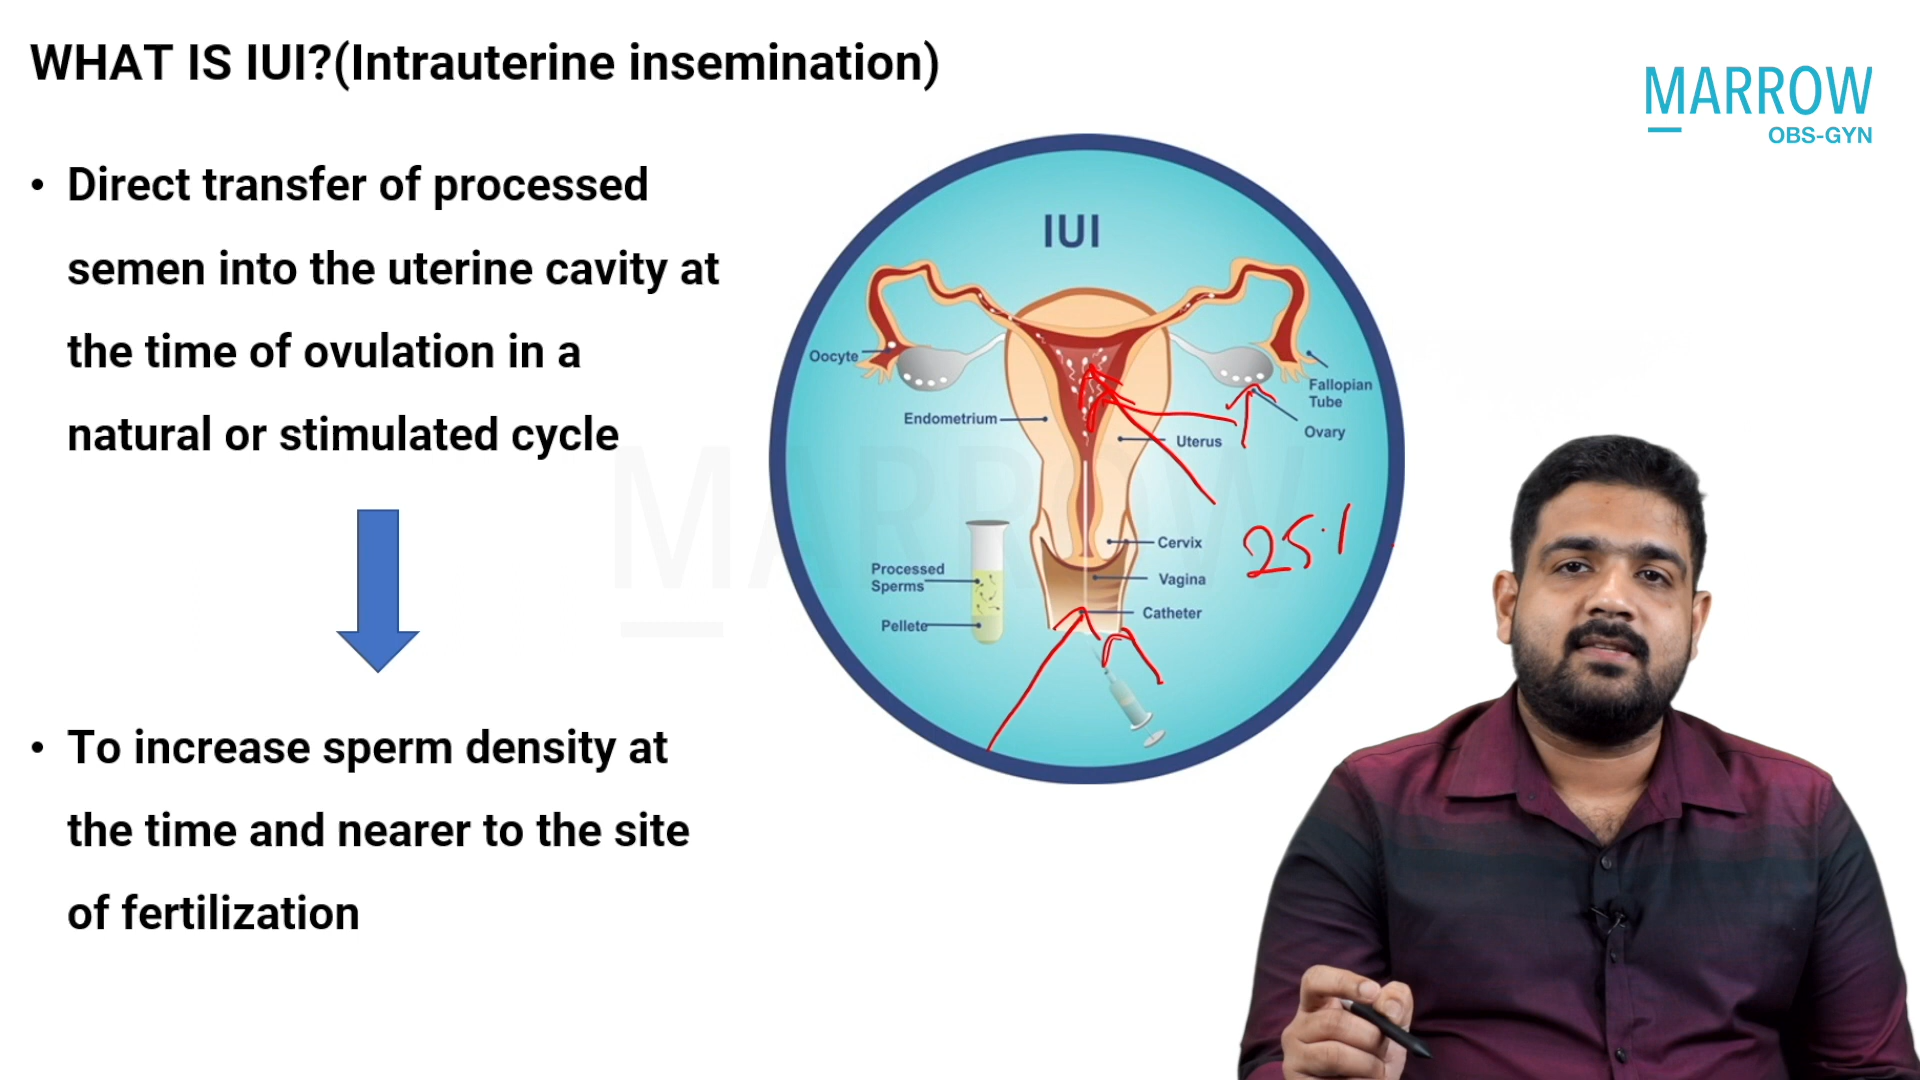 WHAT IS IUI?(Intrauterine insemination)
MARROW
OBS-GYN
• Direct transfer of processed
semen into the uterine cavity at
the time of ovulation in a
natural or stimulated cycle
• To increase sperm density at
the time and nearer to the site
of fertilization
IUI
Oocyte
Fallopian
Tube
Endometrium
Ovary
Uterus
Cervix
Processed
Sperms
Vagina
Catheter
Pellete
MARROW